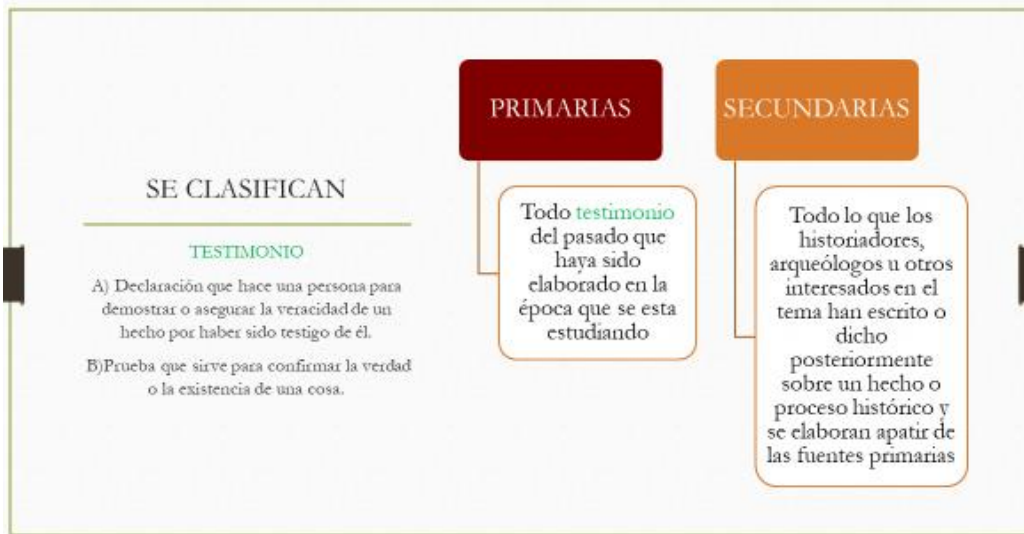 SE CLASIFICAN
TESTIMONIO
A) Declaración que hace una persona para
demostrar o asegurar la veracidad de un
hecho por haber sido testigo de él.
B)Prueba que sirve para confirmar la verdad
o la existencia de una cosa.
PRIMARIAS
Todo testimonio
del pasado que
haya sido
elaborado en la
época que se esta
estudiando
SECUNDARIAS
Todo lo que los
historiadores,
arqueólogos u otros
interesados en el
tema han escrito o
dicho
posteriormente
sobre un hecho o
proceso histórico y
se elaboran apatir de
las fuentes primarias